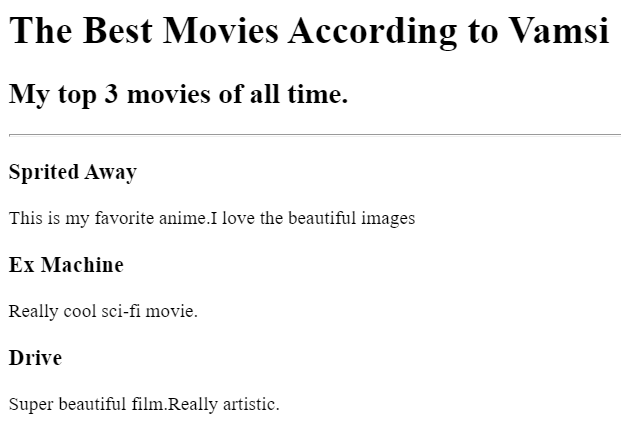 The Best Movies According to Vamsi
My top 3 movies of all time.
Sprited Away
This is my favorite anime.I love the beautiful images
Ex Machine
Really cool sci-fi movie.
Drive
Super beautiful film.Really artistic.